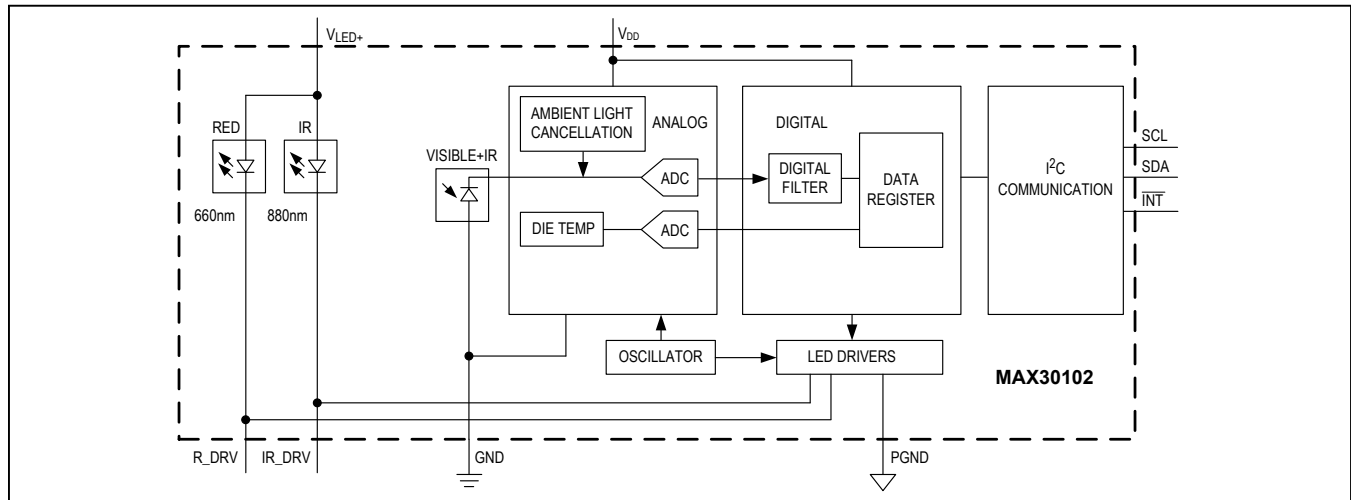 VLED+
VDD
RED
IR
660nm
880nm
VISIBLE+IR
AMBIENT LIGHT
CANCELLATION
ANALOG
ADC
DIE TEMP
ADC
DIGITAL
DIGITAL
FILTER
DATA
REGISTER
I2C
COMMUNICATION
SCL
SDA
INT
OSCILLATOR
LED DRIVERS
MAX30102
R_DRV
IR_DRV
GND
PGND